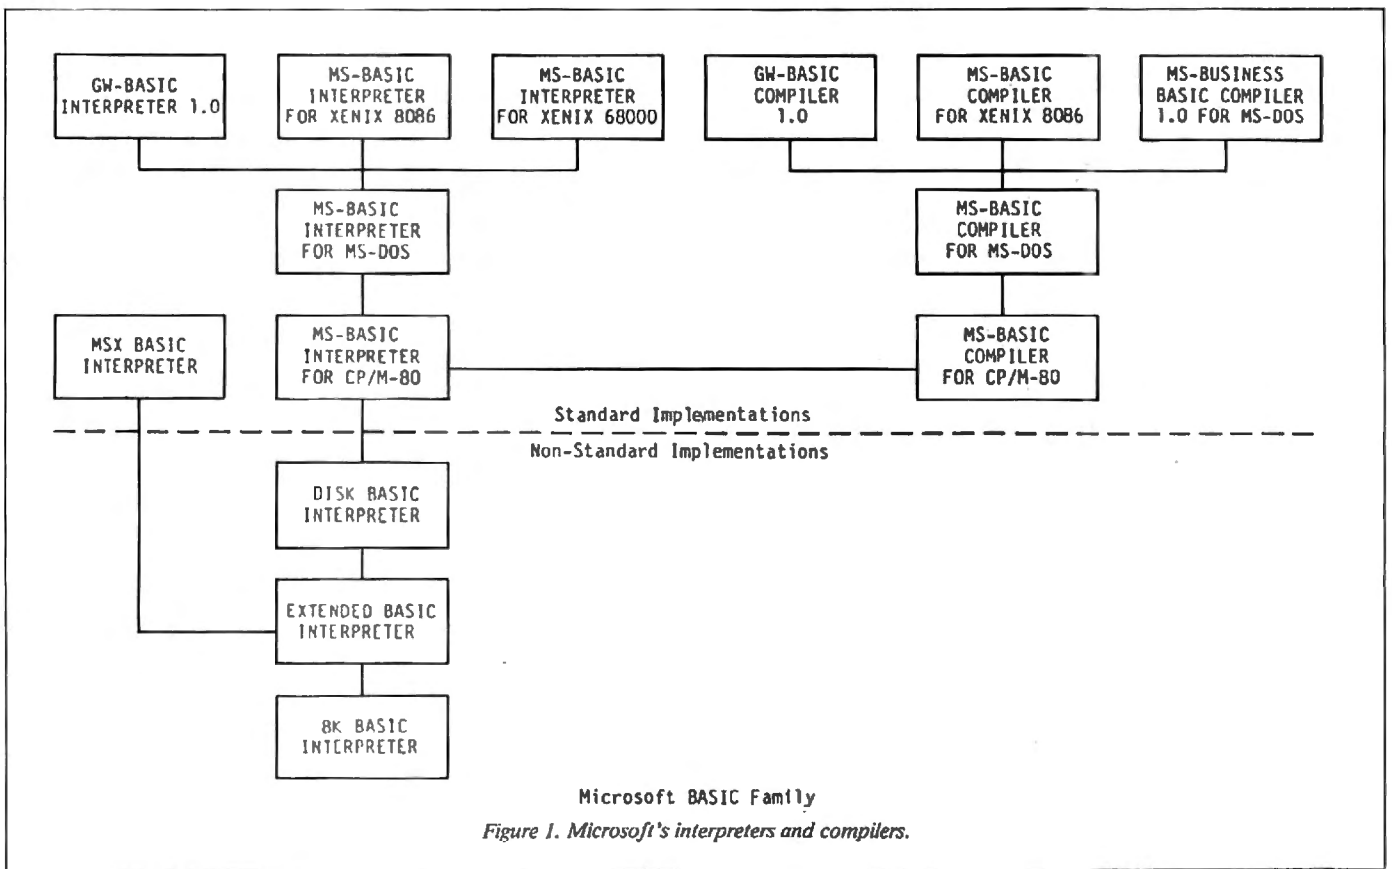 GW-BASIC
INTERPRETER 1.0
MS-BASIC
INTERPRETER
FOR XENIX 8086
MS-BASIC
INTERPRETER
FOR XENIX 68000
GW-BASIC
COMPILER
1.0
MS-BASIC
COMPILER
FOR XENIX 8086
MS-BUSINESS
BASIC COMPILER
1.0 FOR MS-DOS
MS-BASIC
INTERPRETER
FOR MS-DOS
MS-BASIC
COMPILER
FOR MS-DOS
MSX BASIC
INTERPRETER
MS-BASIC
INTERPRETER
FOR CP/M-80
MS-BASIC
COMPILER
FOR CP/M-80
Standard Implementations
Non-Standard Implementations
DISK BASIC
INTERPRETER
EXTENDED BASIC
INTERPRETER
8K BASIC
INTERPRETER
Microsoft BASIC Family
Figure 1. Microsoft's interpreters and compilers.